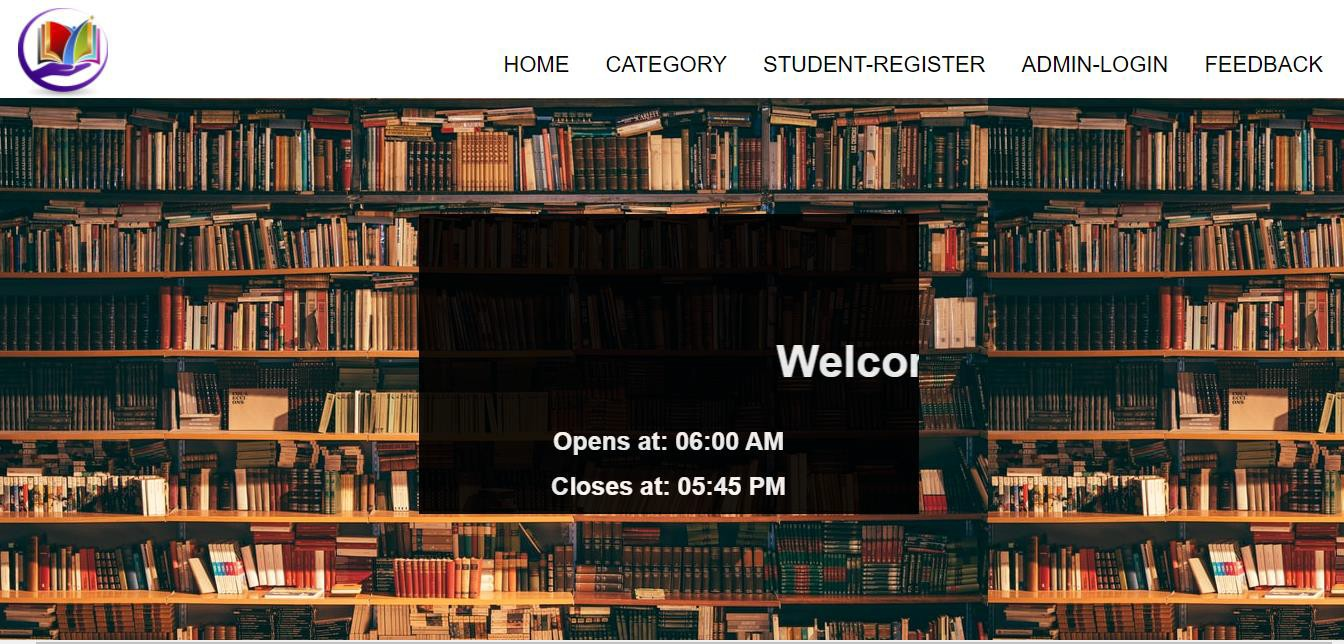 HOME CATEGORY STUDENT-REGISTER ADMIN-LOGIN FEEDBACK
Welcor
Opens at: 06:00 AM
Closes at: 05:45 PM